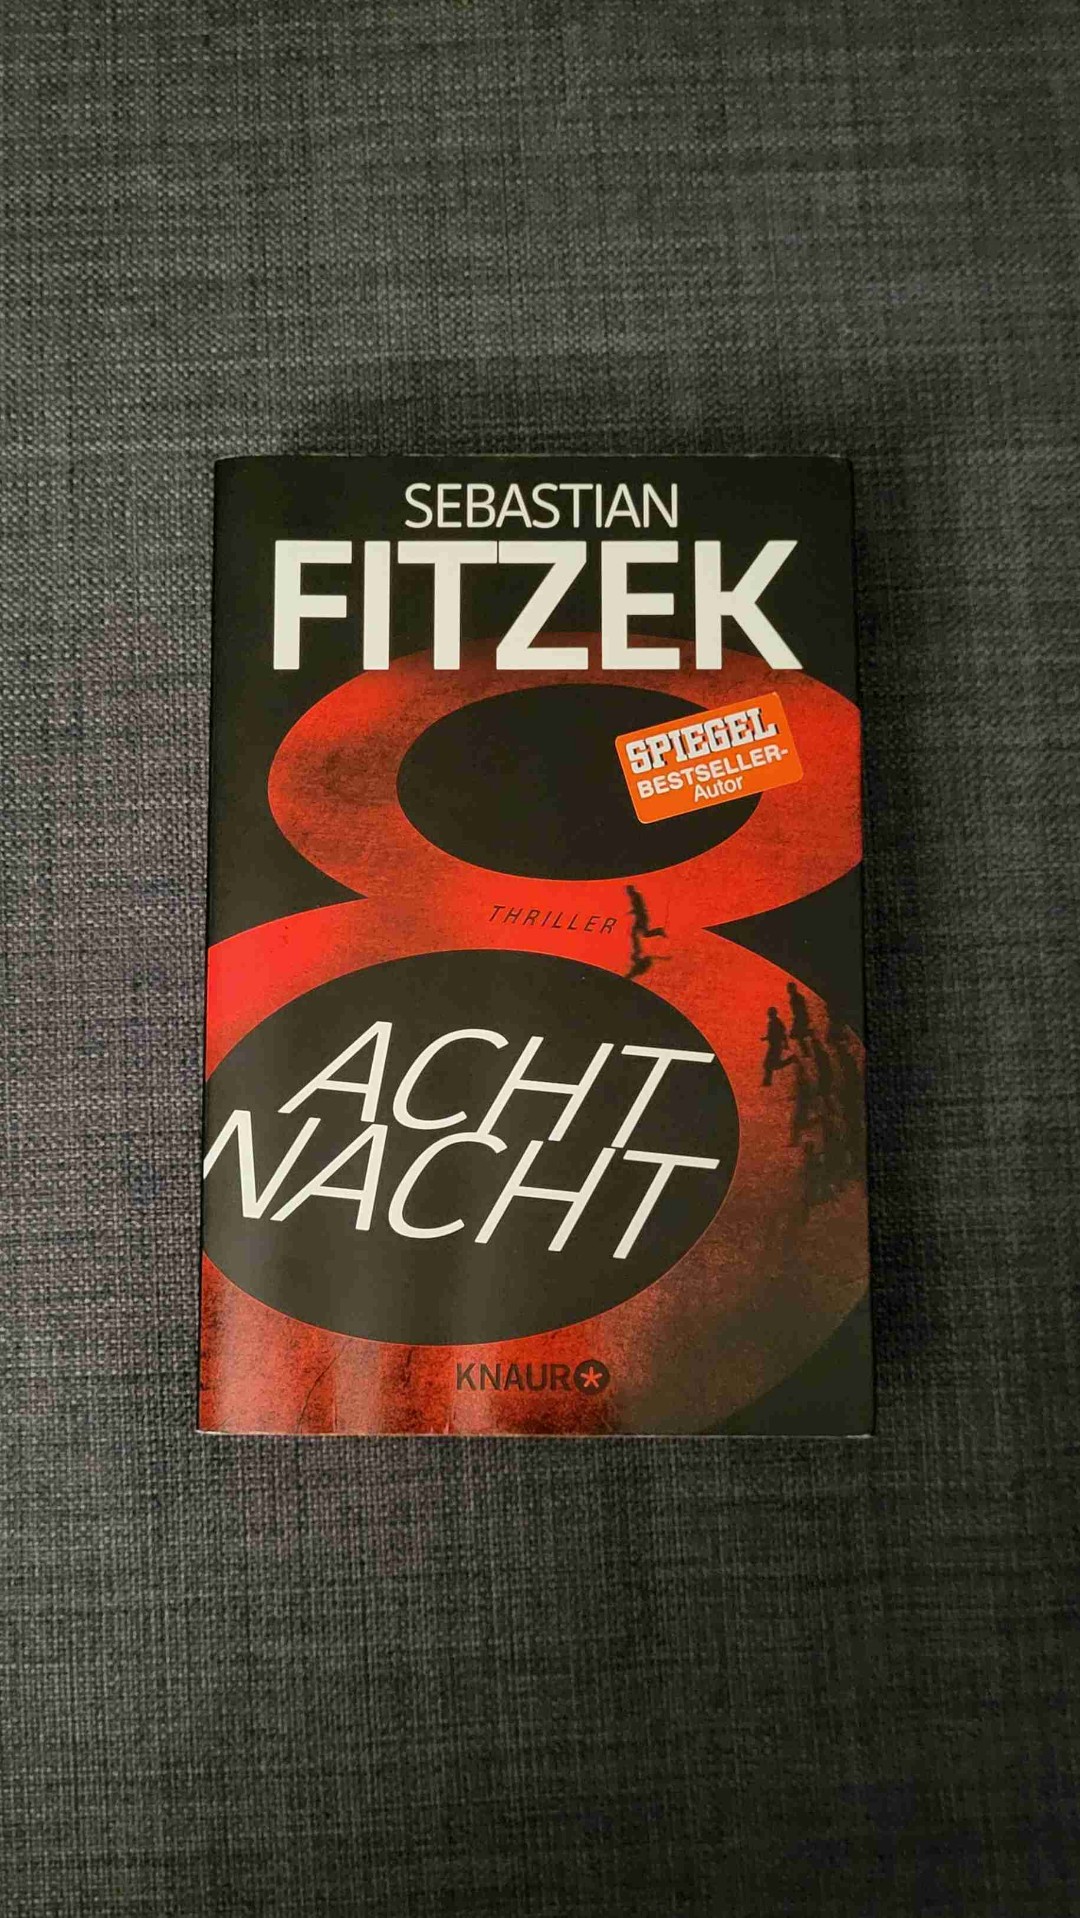 SEBASTIAN
FITZEK
SPIEGEL
BESTSELLER-
Autor
THRILLER
ACHT
NACHT
KNAUR